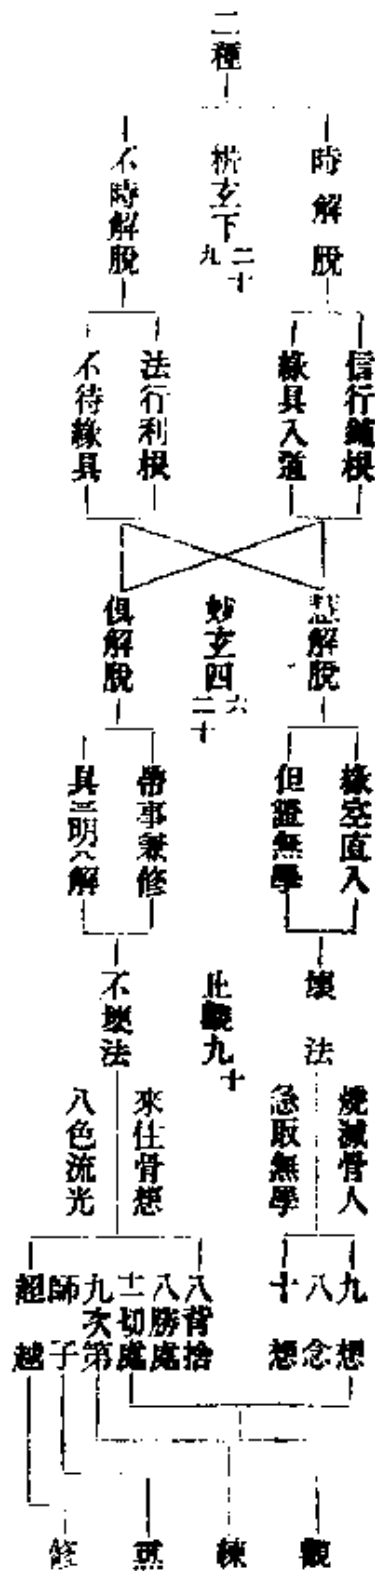 二種
時解脫
籤玄下二十九
不時解脫
信行鈍根
緣具入道
法行利根
不待緣具
慧解脫
妙玄四二十六
俱解脫
緣空直入
但證無學
帶事兼修
具三明八解
壞法
止觀九十
不壞法
燒滅骨人
急取無學
來住骨想
八色流光
九想
八念
十想
八背捨
八勝處
十一切處
九次第
師子
超越
觀
練
熏
修